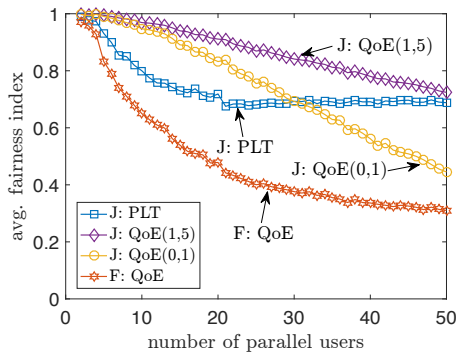 1
0.8
0.6
0.4
0.2
0
avg. fairness index
J: QoE(1,5)
J: PLT
J: QoE(0,1)
F: QoE
J: PLT
J: QoE(1,5)
J: QoE(0,1)
F: QoE
0 10 20 30 40 50
number of parallel users